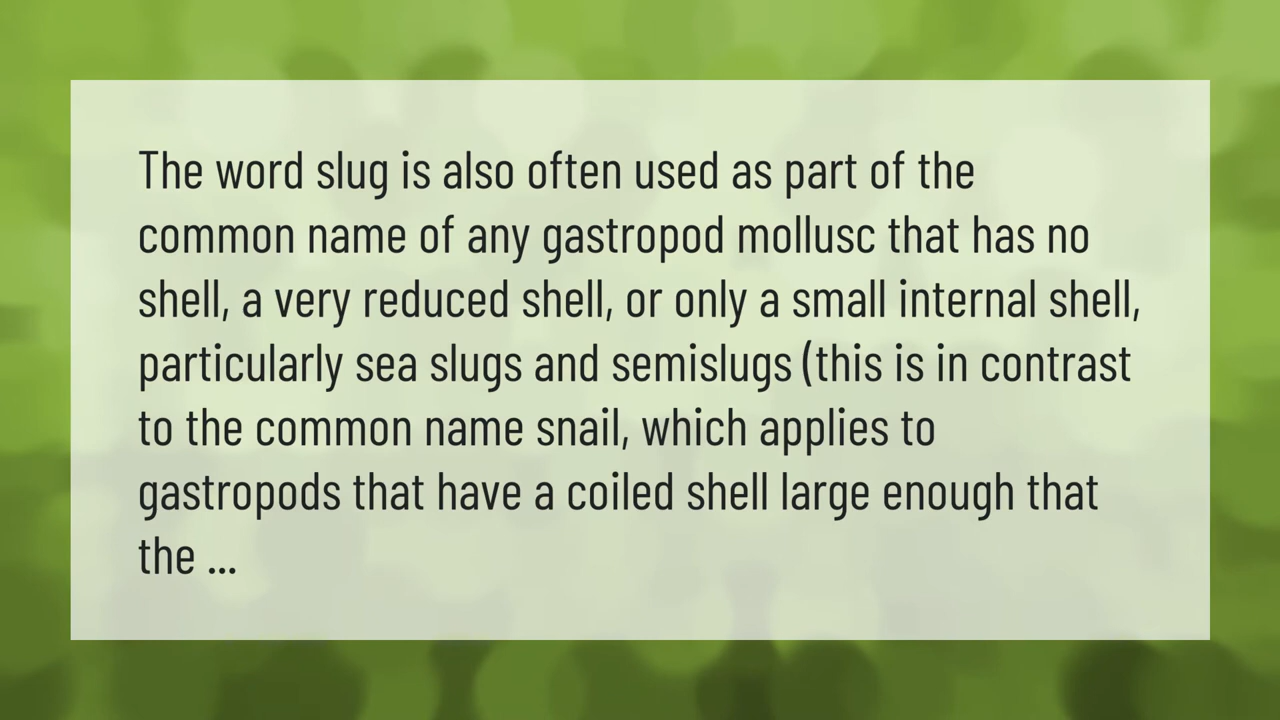 The word slug is also often used as part of the
common name of any gastropod mollusc that has no
shell, a very reduced shell, or only a small internal shell,
particularly sea slugs and semislugs (this is in contrast
to the common name snail, which applies to
gastropods that have a coiled shell large enough that
the ...